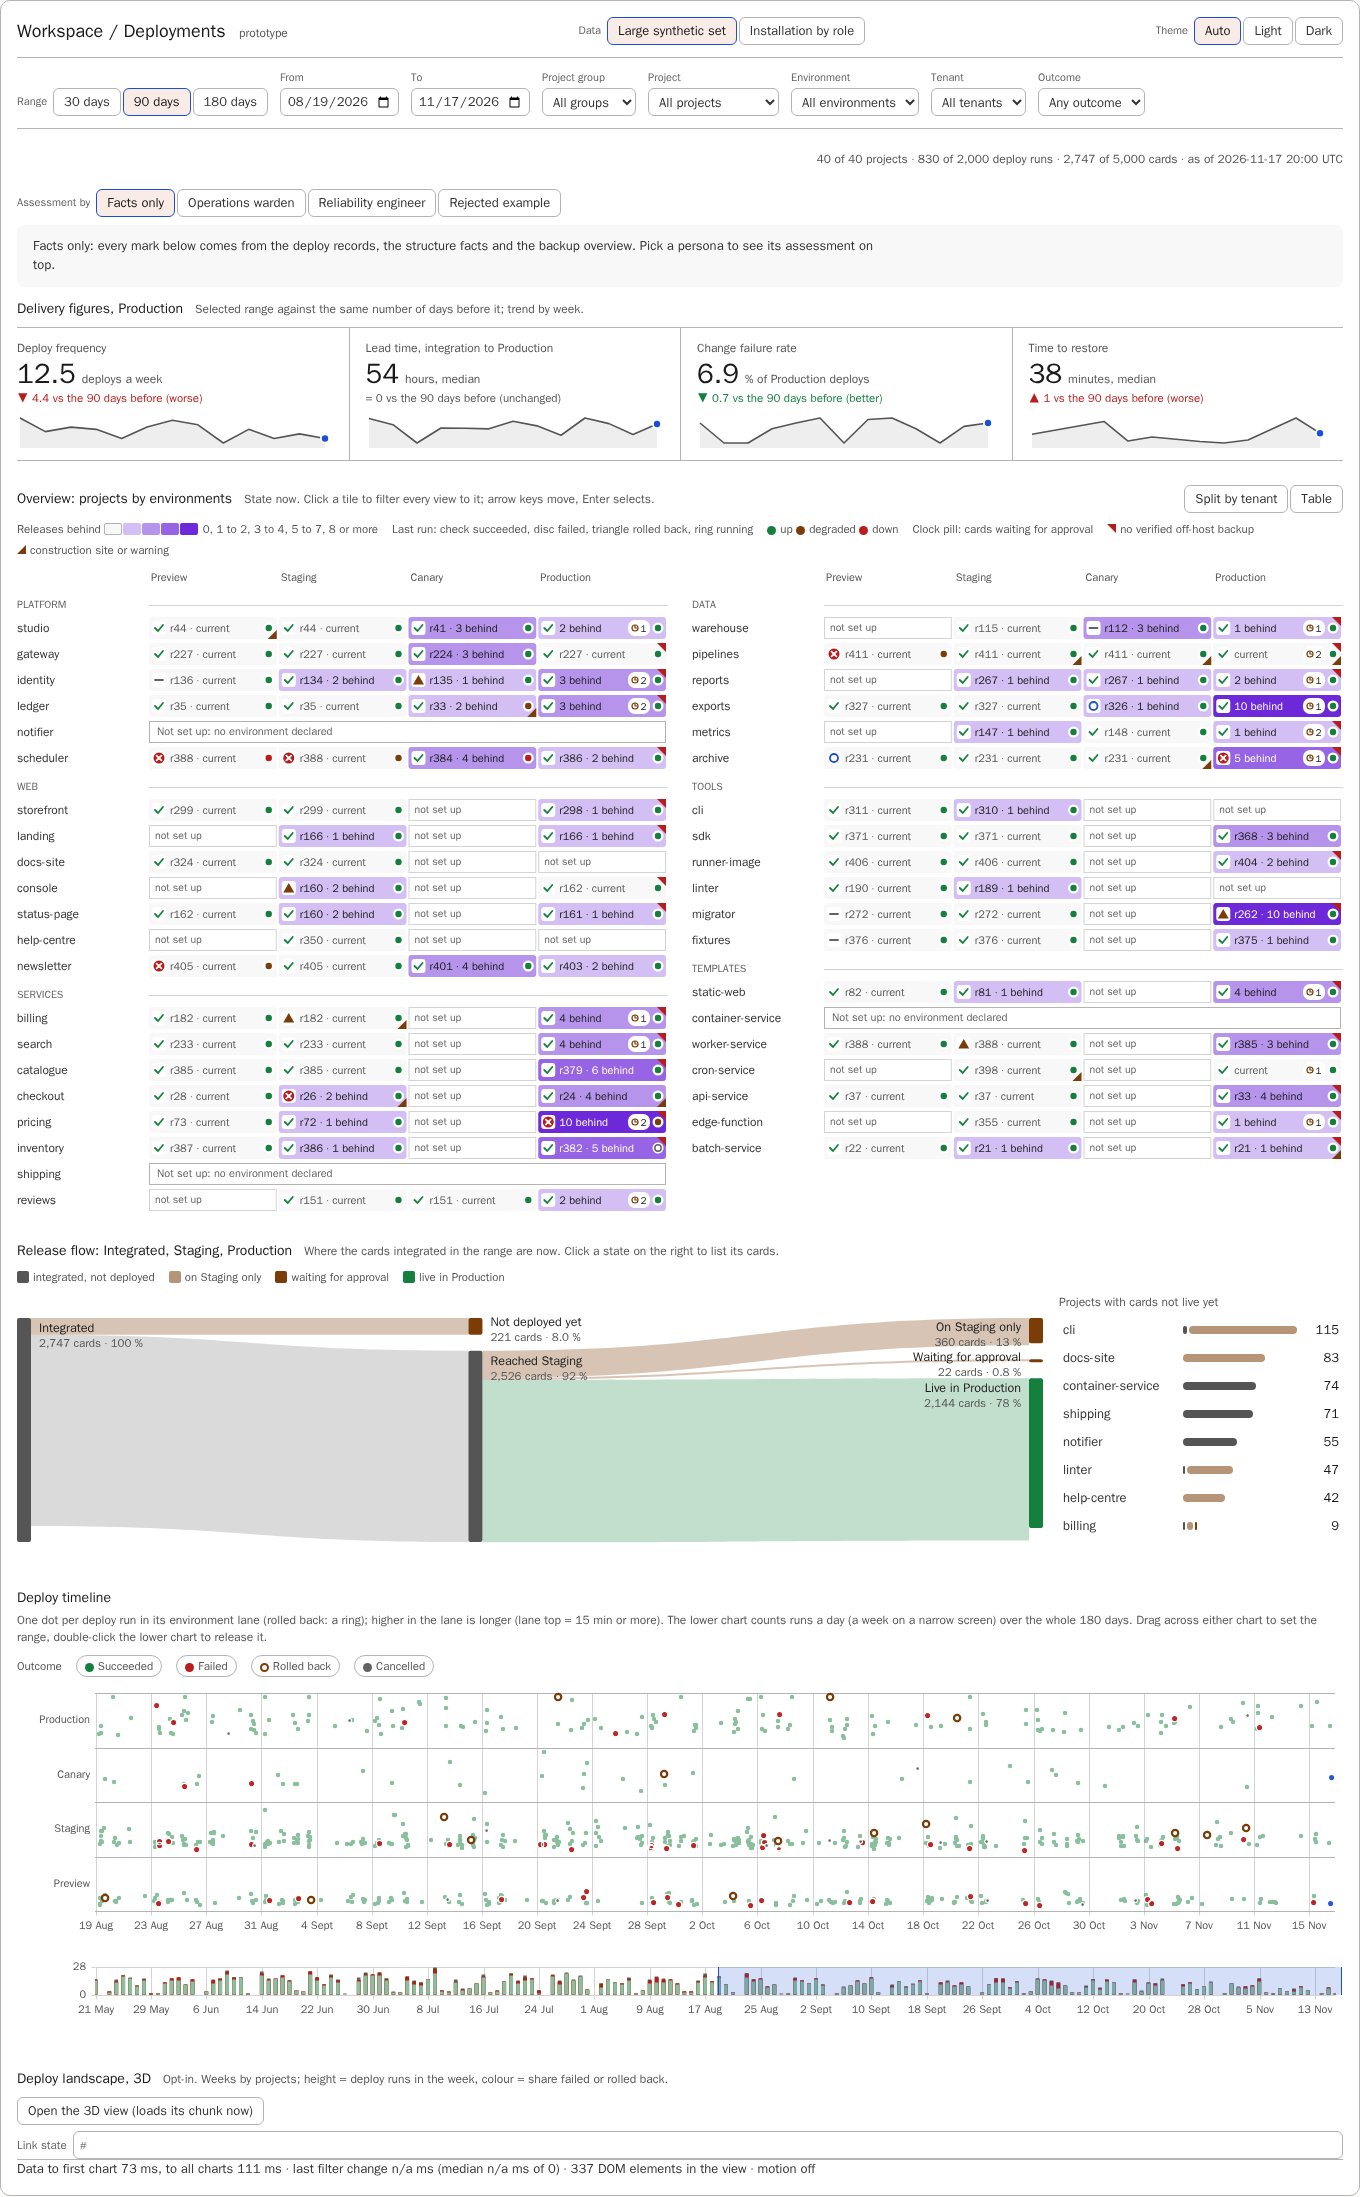 Workspace / Deployments prototype
Data Large synthetic set Installation by role
Theme Auto Light Dark
From To Project group Project Environment Tenant Outcome
Range 30 days 90 days 180 days 08/19/2026 11/17/2026 All groups All projects All environments All tenants Any outcome
40 of 40 projects · 830 of 2,000 deploy runs · 2,747 of 5,000 cards · as of 2026-11-17 20:00 UTC
Assessment by Facts only Operations warden Reliability engineer Rejected example
Facts only: every mark below comes from the deploy records, the structure facts and the backup overview. Pick a persona to see its assessment on
top.
Delivery figures, Production Selected range against the same number of days before it; trend by week.
Deploy frequency
12.5 deploys a week
▼ 4.4 vs the 90 days before (worse)
Lead time, integration to Production
54 hours, median
= 0 vs the 90 days before (unchanged)
Change failure rate
6.9 % of Production deploys
▼ 0.7 vs the 90 days before (better)
Time to restore
38 minutes, median
▲ 1 vs the 90 days before (worse)
Overview: projects by environments State now. Click a tile to filter every view to it; arrow keys move, Enter selects.
Split by tenant Table
Releases behind 0, 1 to 2, 3 to 4, 5 to 7, 8 or more Last run: check succeeded, disc failed, triangle rolled back, ring running up degraded down Clock pill: cards waiting for approval no verified off-host backup
construction site or warning
Preview Staging Canary Production
PLATFORM
studio r44 · current r44 · current r41 · 3 behind 2 behind 1
gateway r227 · current r227 · current r224 · 3 behind r227 · current
identity r136 · current r134 · 2 behind r135 · 1 behind 3 behind 2
ledger r35 · current r35 · current r33 · 2 behind 3 behind 2
notifier Not set up: no environment declared
scheduler r388 · current r388 · current r384 · 4 behind r386 · 2 behind
WEB
storefront r299 · current r299 · current not set up r298 · 1 behind
landing not set up r166 · 1 behind not set up r166 · 1 behind
docs-site r324 · current r324 · current not set up not set up
console not set up r160 · 2 behind not set up r162 · current
status-page r162 · current r160 · 2 behind not set up r161 · 1 behind
help-centre not set up r350 · current not set up not set up
newsletter r405 · current r405 · current r401 · 4 behind r403 · 2 behind
SERVICES
billing r182 · current r182 · current not set up 4 behind 1
search r233 · current r233 · current not set up 4 behind 1
catalogue r385 · current r385 · current not set up r379 · 6 behind
checkout r28 · current r26 · 2 behind not set up r24 · 4 behind
pricing r73 · current r72 · 1 behind not set up 10 behind 2
inventory r387 · current r386 · 1 behind not set up r382 · 5 behind
shipping Not set up: no environment declared
reviews not set up r151 · current r151 · current 2 behind 2
Preview Staging Canary Production
DATA
warehouse not set up r115 · current r112 · 3 behind 1 behind 1
pipelines r411 · current r411 · current r411 · current current 2
reports not set up r267 · 1 behind r267 · 1 behind 2 behind 1
exports r327 · current r327 · current r326 · 1 behind 10 behind 1
metrics not set up r147 · 1 behind r148 · current 1 behind 2
archive r231 · current r231 · current r231 · current 5 behind 1
TOOLS
cli r311 · current r310 · 1 behind not set up not set up
sdk r371 · current r371 · current not set up r368 · 3 behind
runner-image r406 · current r406 · current not set up r404 · 2 behind
linter r190 · current r189 · 1 behind not set up not set up
migrator r272 · current r272 · current not set up r262 · 10 behind
fixtures r376 · current r376 · current not set up r375 · 1 behind
TEMPLATES
static-web r82 · current r81 · 1 behind not set up 4 behind 1
container-service Not set up: no environment declared
worker-service r388 · current r388 · current not set up r385 · 3 behind
cron-service not set up r398 · current not set up current 1
api-service r37 · current r37 · current not set up r33 · 4 behind
edge-function not set up r355 · current not set up 1 behind 1
batch-service r22 · current r21 · 1 behind not set up r21 · 1 behind
Release flow: Integrated, Staging, Production Where the cards integrated in the range are now. Click a state on the right to list its cards.
integrated, not deployed on Staging only waiting for approval live in Production
Integrated
2,747 cards · 100 %
Not deployed yet
221 cards · 8.0 %
Reached Staging
2,526 cards · 92 %
On Staging only
360 cards · 13 %
Waiting for approval
22 cards · 0.8 %
Live in Production
2,144 cards · 78 %
Projects with cards not live yet
cli 115
docs-site 83
container-service 74
shipping 71
notifier 55
linter 47
help-centre 42
billing 9
Deploy timeline
One dot per deploy run in its environment lane (rolled back: a ring); higher in the lane is longer (lane top = 15 min or more). The lower chart counts runs a day (a week on a narrow screen) over the whole 180 days. Drag across either chart to set the
range, double-click the lower chart to release it.
Outcome Succeeded Failed Rolled back Cancelled
Production
Canary
Staging
Preview
19 Aug 23 Aug 27 Aug 31 Aug 4 Sept 8 Sept 12 Sept 16 Sept 20 Sept 24 Sept 28 Sept 2 Oct 6 Oct 10 Oct 14 Oct 18 Oct 22 Oct 26 Oct 30 Oct 3 Nov 7 Nov 11 Nov 15 Nov
28
0
21 May 29 May 6 Jun 14 Jun 22 Jun 30 Jun 8 Jul 16 Jul 24 Jul 1 Aug 9 Aug 17 Aug 25 Aug 2 Sept 10 Sept 18 Sept 26 Sept 4 Oct 12 Oct 20 Oct 28 Oct 5 Nov 13 Nov
Deploy landscape, 3D Opt-in. Weeks by projects; height = deploy runs in the week, colour = share failed or rolled back.
Open the 3D view (loads its chunk now)
Link state #
Data to first chart 73 ms, to all charts 111 ms · last filter change n/a ms (median n/a ms of 0) · 337 DOM elements in the view · motion off